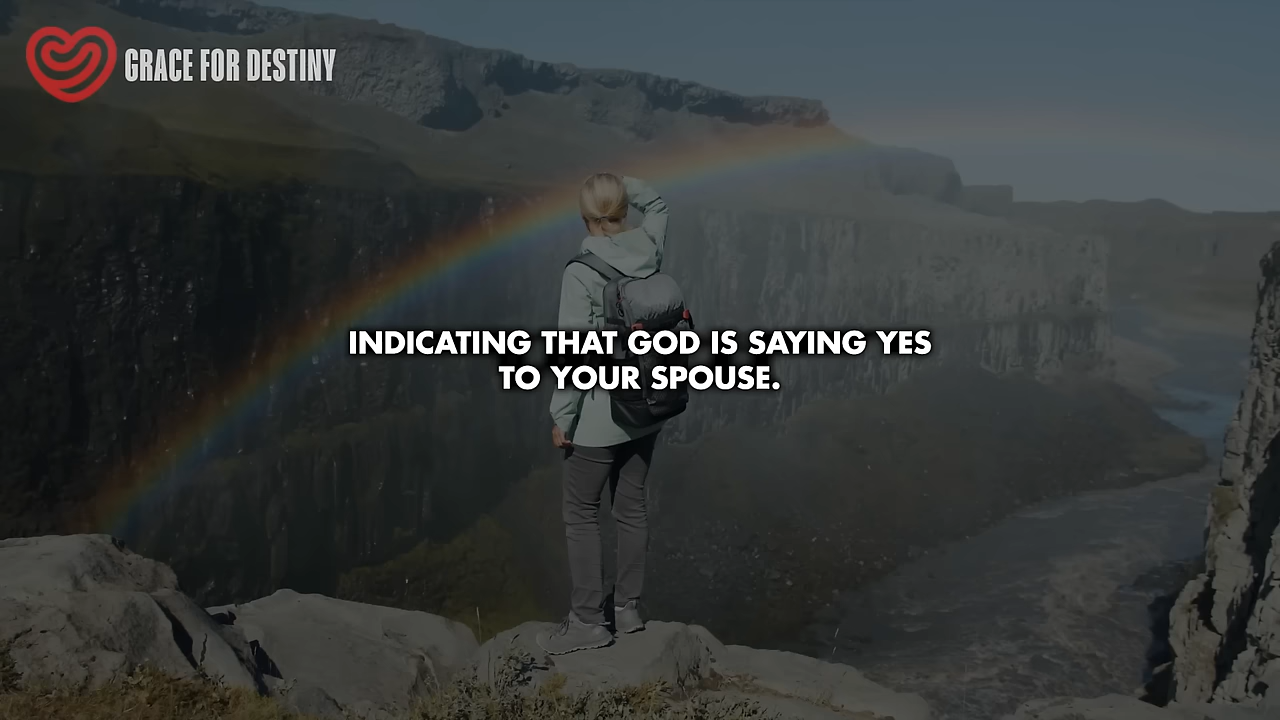 GRACE FOR DESTINY
INDICATING THAT GOD IS SAYING YES
TO YOUR SPOUSE.